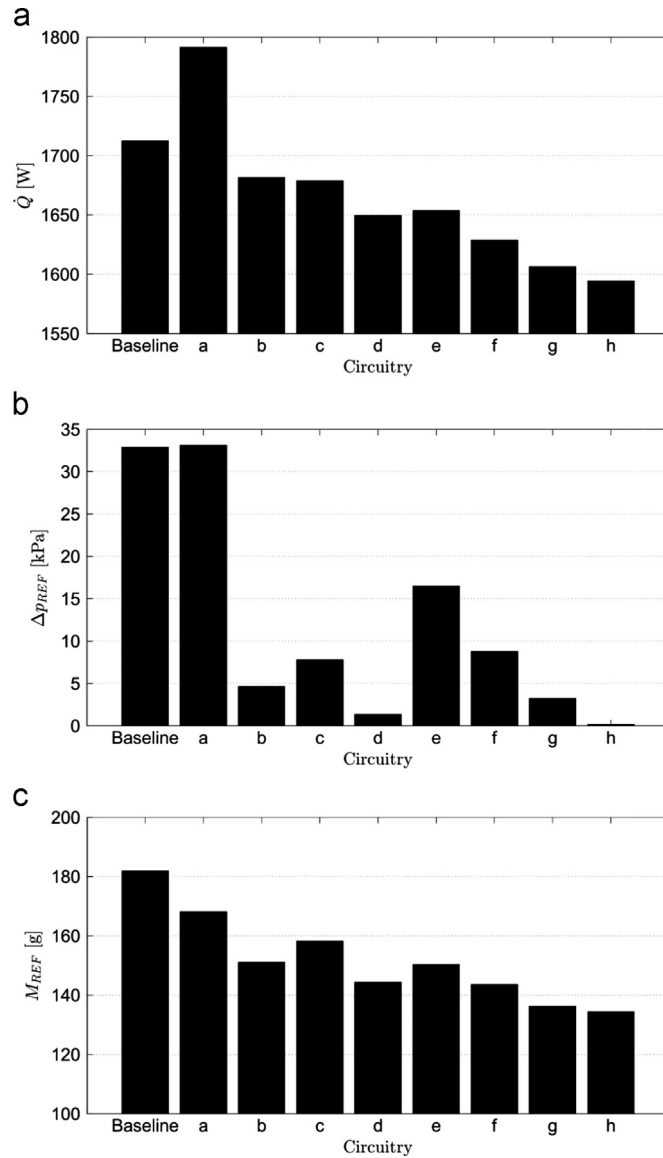 a
1800
1750
1700
1650
1600
1550
Q̇ [W]
Baseline a b c d e f g h
Circuitry
b
35
30
25
20
15
10
5
0
Δp_REF [kPa]
Baseline a b c d e f g h
Circuitry
c
200
180
160
140
120
100
M_REF [g]
Baseline a b c d e f g h
Circuitry